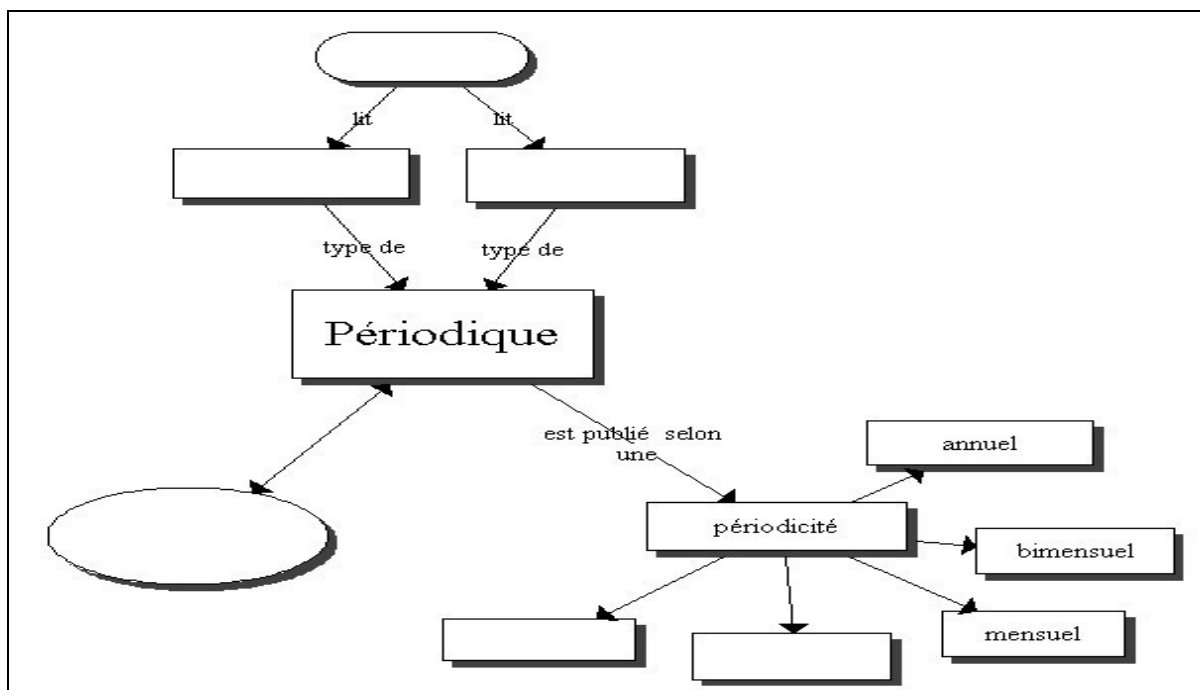 lit
lit
type de
type de
Périodique
est publié selon
une
annuel
périodicité
bimensuel
mensuel